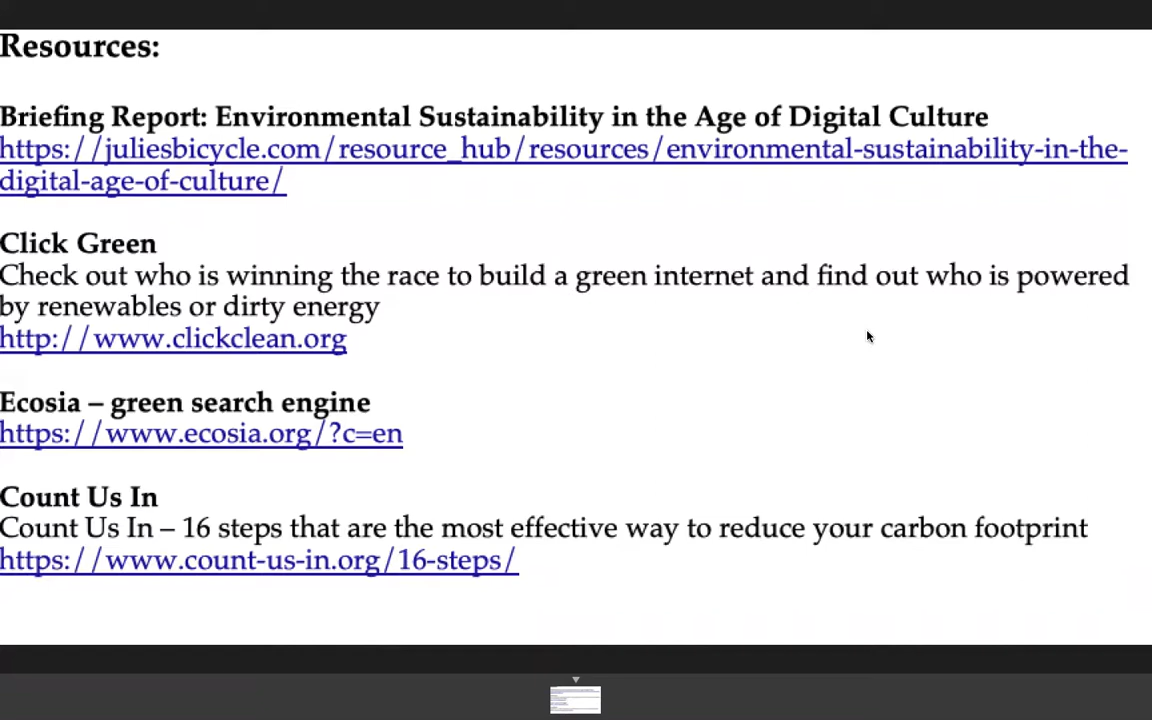 Resources:
Briefing Report: Environmental Sustainability in the Age of Digital Culture
https://juliesbicycle.com/resource_hub/resources/environmental-sustainability-in-the-
digital-age-of-culture/
Click Green
Check out who is winning the race to build a green internet and find out who is powered
by renewables or dirty energy
http://www.clickclean.org
Ecosia – green search engine
https://www.ecosia.org/?c=en
Count Us In
Count Us In – 16 steps that are the most effective way to reduce your carbon footprint
https://www.count-us-in.org/16-steps/